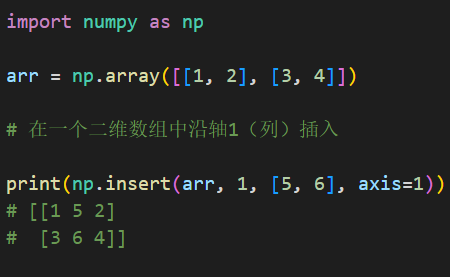 import numpy as np
arr = np.array([[1, 2], [3, 4]])
# 在一个二维数组中沿轴1（列）插入
print(np.insert(arr, 1, [5, 6], axis=1))
# [[1 5 2]
#  [3 6 4]]